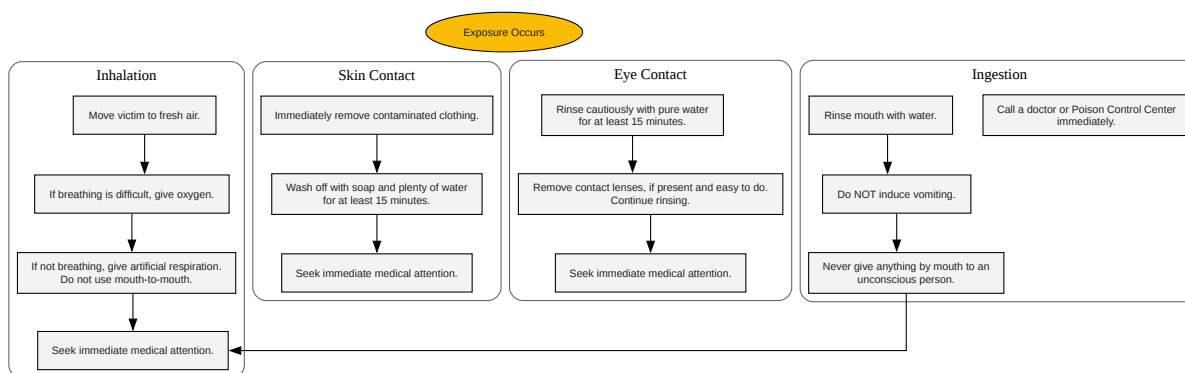 Exposure Occurs
Inhalation
Move victim to fresh air.
If breathing is difficult, give oxygen.
If not breathing, give artificial respiration.
Do not use mouth-to-mouth.
Seek immediate medical attention.
Skin Contact
Immediately remove contaminated clothing.
Wash off with soap and plenty of water
for at least 15 minutes.
Seek immediate medical attention.
Eye Contact
Rinse cautiously with pure water
for at least 15 minutes.
Remove contact lenses, if present and easy to do.
Continue rinsing.
Seek immediate medical attention.
Ingestion
Rinse mouth with water.
Do NOT induce vomiting.
Never give anything by mouth to an
unconscious person.
Call a doctor or Poison Control Center
immediately.